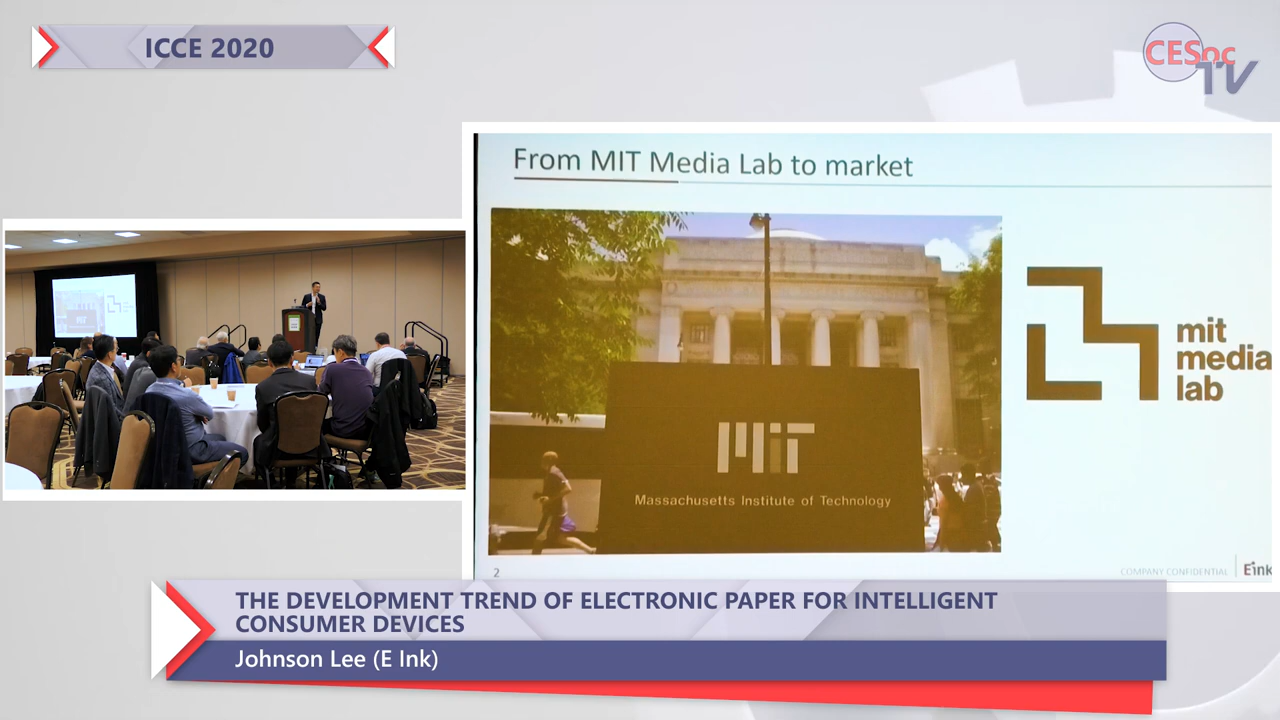 ICCE 2020
CESoc
TV
From MIT Media Lab to market
mit
media
lab
MIT
Massachusetts Institute of Technology
2
COMPANY CONFIDENTIAL
E ink
THE DEVELOPMENT TREND OF ELECTRONIC PAPER FOR INTELLIGENT
CONSUMER DEVICES
Johnson Lee (E Ink)